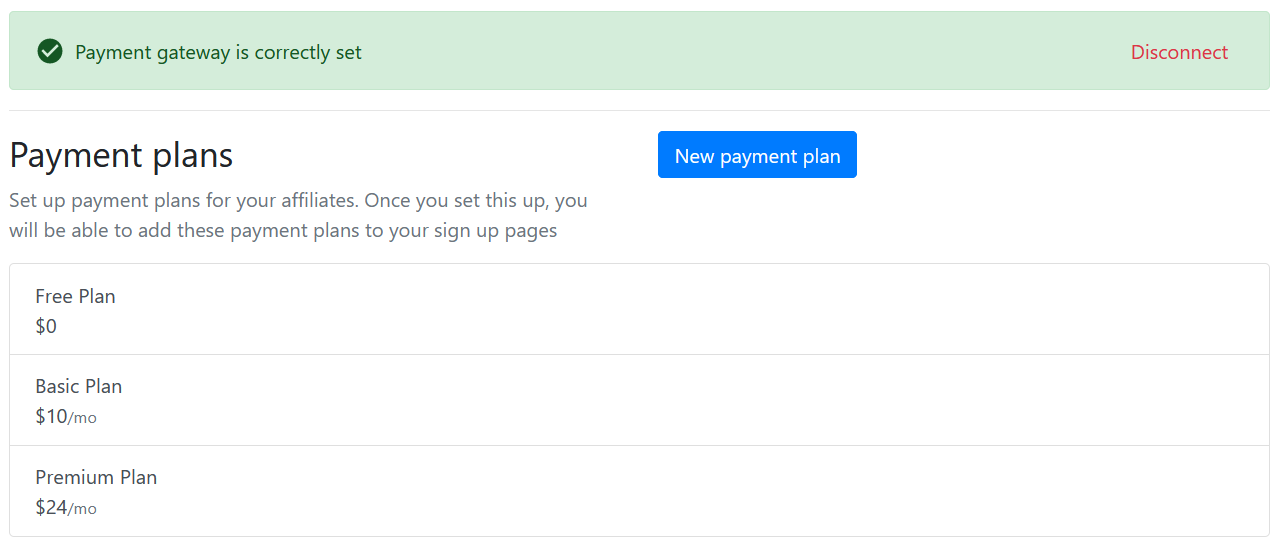 Payment gateway is correctly set
Disconnect
Payment plans
New payment plan
Set up payment plans for your affiliates. Once you set this up, you
will be able to add these payment plans to your sign up pages
Free Plan
$0
Basic Plan
$10/mo
Premium Plan
$24/mo